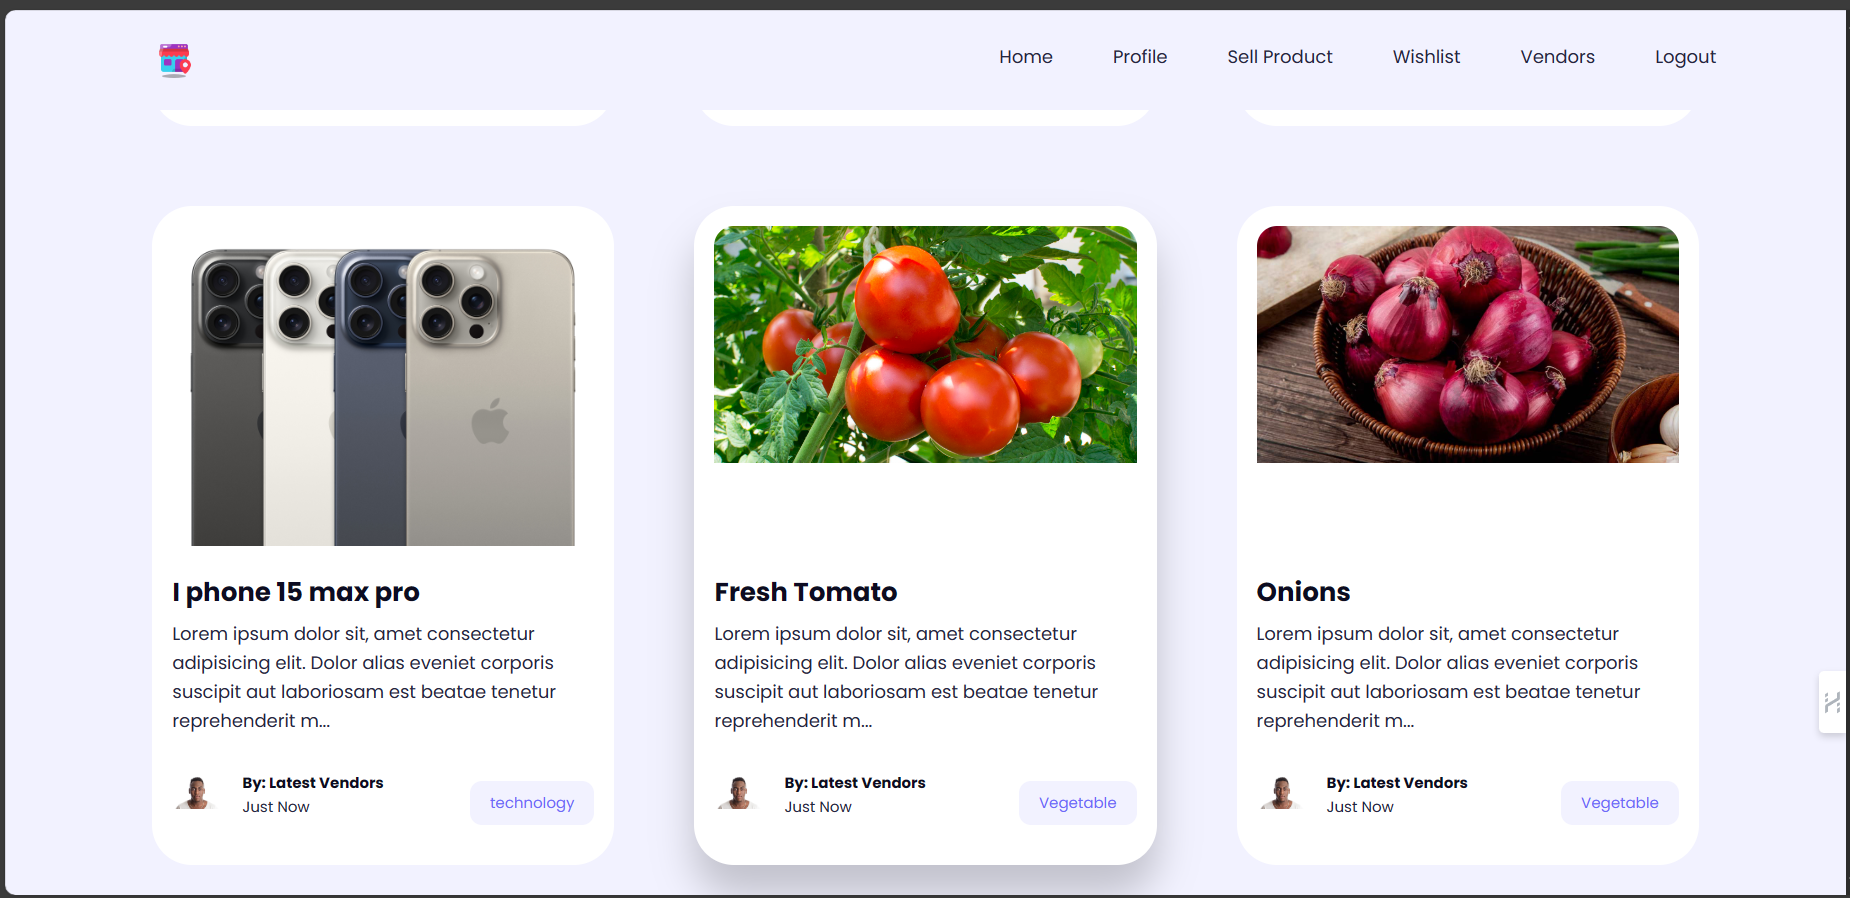 Home
Profile
Sell Product
Wishlist
Vendors
Logout
I phone 15 max pro
Lorem ipsum dolor sit, amet consectetur
adipisicing elit. Dolor alias eveniet corporis
suscipit aut laboriosam est beatae tenetur
reprehenderit m...
By: Latest Vendors
Just Now
technology
Fresh Tomato
Lorem ipsum dolor sit, amet consectetur
adipisicing elit. Dolor alias eveniet corporis
suscipit aut laboriosam est beatae tenetur
reprehenderit m...
By: Latest Vendors
Just Now
Vegetable
Onions
Lorem ipsum dolor sit, amet consectetur
adipisicing elit. Dolor alias eveniet corporis
suscipit aut laboriosam est beatae tenetur
reprehenderit m...
By: Latest Vendors
Just Now
Vegetable